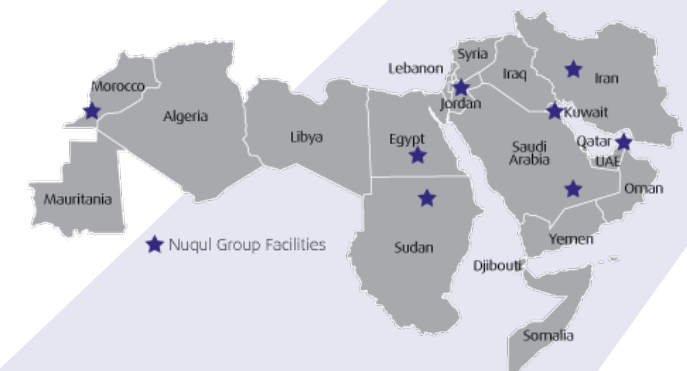 Syria
Lebanon
Iraq
Iran
Morocco
Jordan
Algeria
Kuwait
Libya
Egypt
Qatar
Saudi
Arabia
UAE
Oman
Mauritania
Nuqul Group Facilities
Sudan
Yemen
Djibouti
Somalia